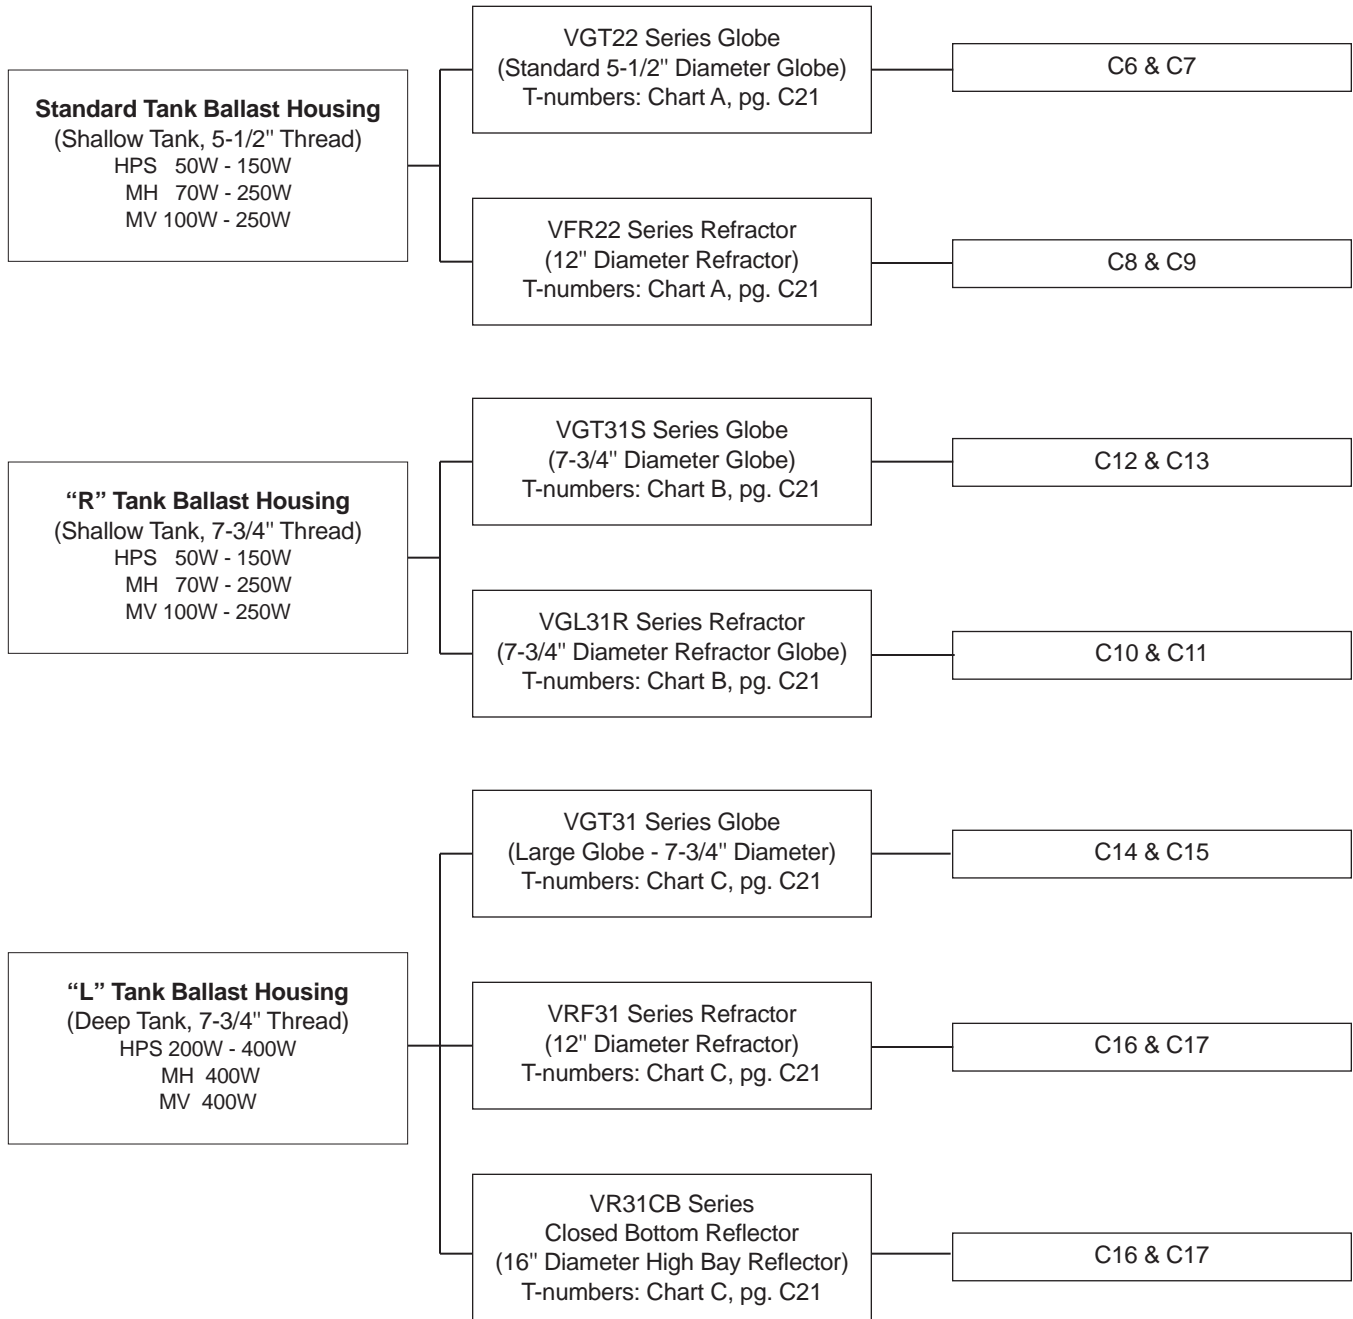 Standard Tank Ballast Housing
(Shallow Tank, 5-1/2" Thread)
HPS 50W - 150W
MH 70W - 250W
MV 100W - 250W
VGT22 Series Globe
(Standard 5-1/2" Diameter Globe)
T-numbers: Chart A, pg. C21
C6 & C7
VFR22 Series Refractor
(12" Diameter Refractor)
T-numbers: Chart A, pg. C21
C8 & C9
“R” Tank Ballast Housing
(Shallow Tank, 7-3/4" Thread)
HPS 50W - 150W
MH 70W - 250W
MV 100W - 250W
VGT31S Series Globe
(7-3/4" Diameter Globe)
T-numbers: Chart B, pg. C21
C12 & C13
VGL31R Series Refractor
(7-3/4" Diameter Refractor Globe)
T-numbers: Chart B, pg. C21
C10 & C11
“L” Tank Ballast Housing
(Deep Tank, 7-3/4" Thread)
HPS 200W - 400W
MH 400W
MV 400W
VGT31 Series Globe
(Large Globe - 7-3/4" Diameter)
T-numbers: Chart C, pg. C21
C14 & C15
VRF31 Series Refractor
(12" Diameter Refractor)
T-numbers: Chart C, pg. C21
C16 & C17
VR31CB Series
Closed Bottom Reflector
(16" Diameter High Bay Reflector)
T-numbers: Chart C, pg. C21
C16 & C17